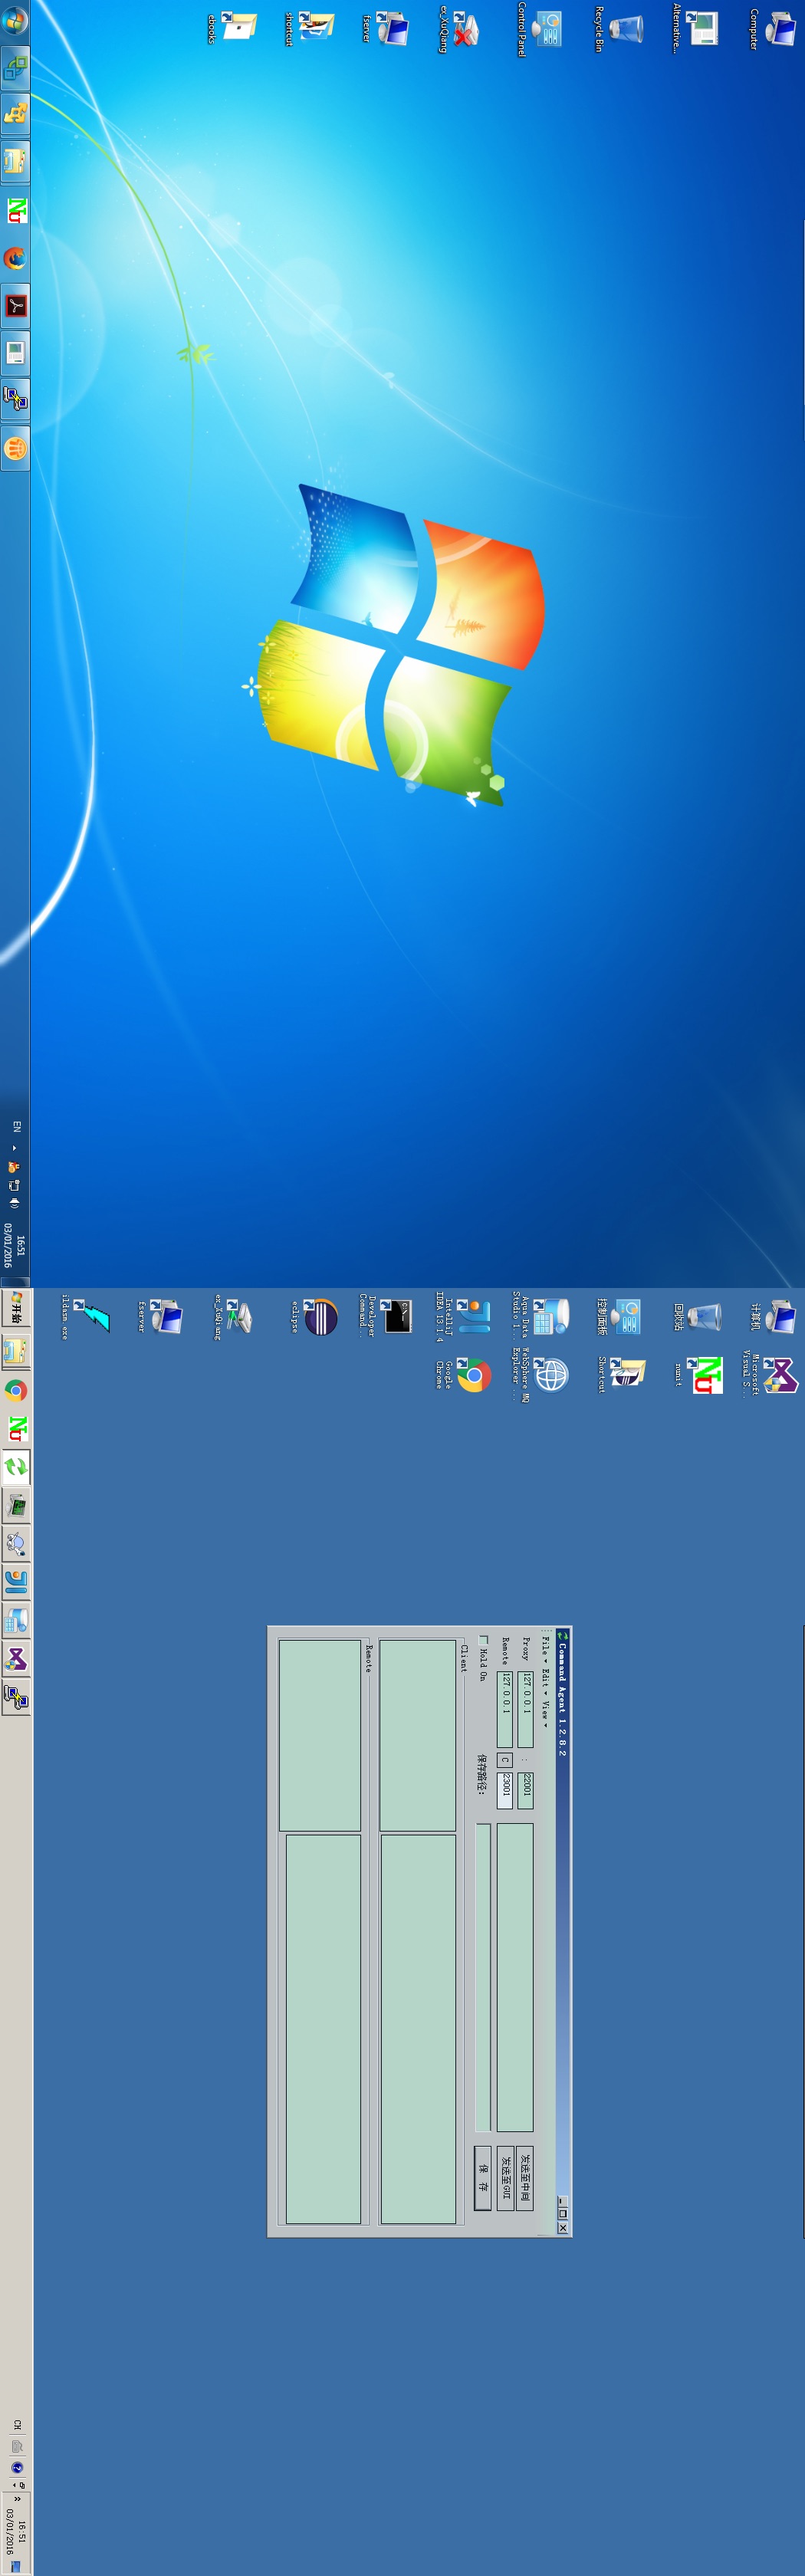 Computer
Alternative...
Recycle Bin
Control Panel
ex_XuQiang
fserver
shortcut
ebooks
EN
16:51
03/01/2016
计算机
Microsoft
Visual S...
回收站
nunit
控制面板
Shortcut
Aqua Data
Studio 1...
WebSphere MQ
Explorer ...
IntelliJ
IDEA 13.1.4
Google
Chrome
Developer
Command...
eclipse
ex_XuQiang
fserver
ildasm.exe
Command Agent 1.2.8.2
File Edit View
Proxy 127.0.0.1 : 22001 发送至中间
Remote 127.0.0.1 C 23001 发送至GUI
Hold On 保存路径: 保 存
Client
Remote
开始
CH
16:51
03/01/2016